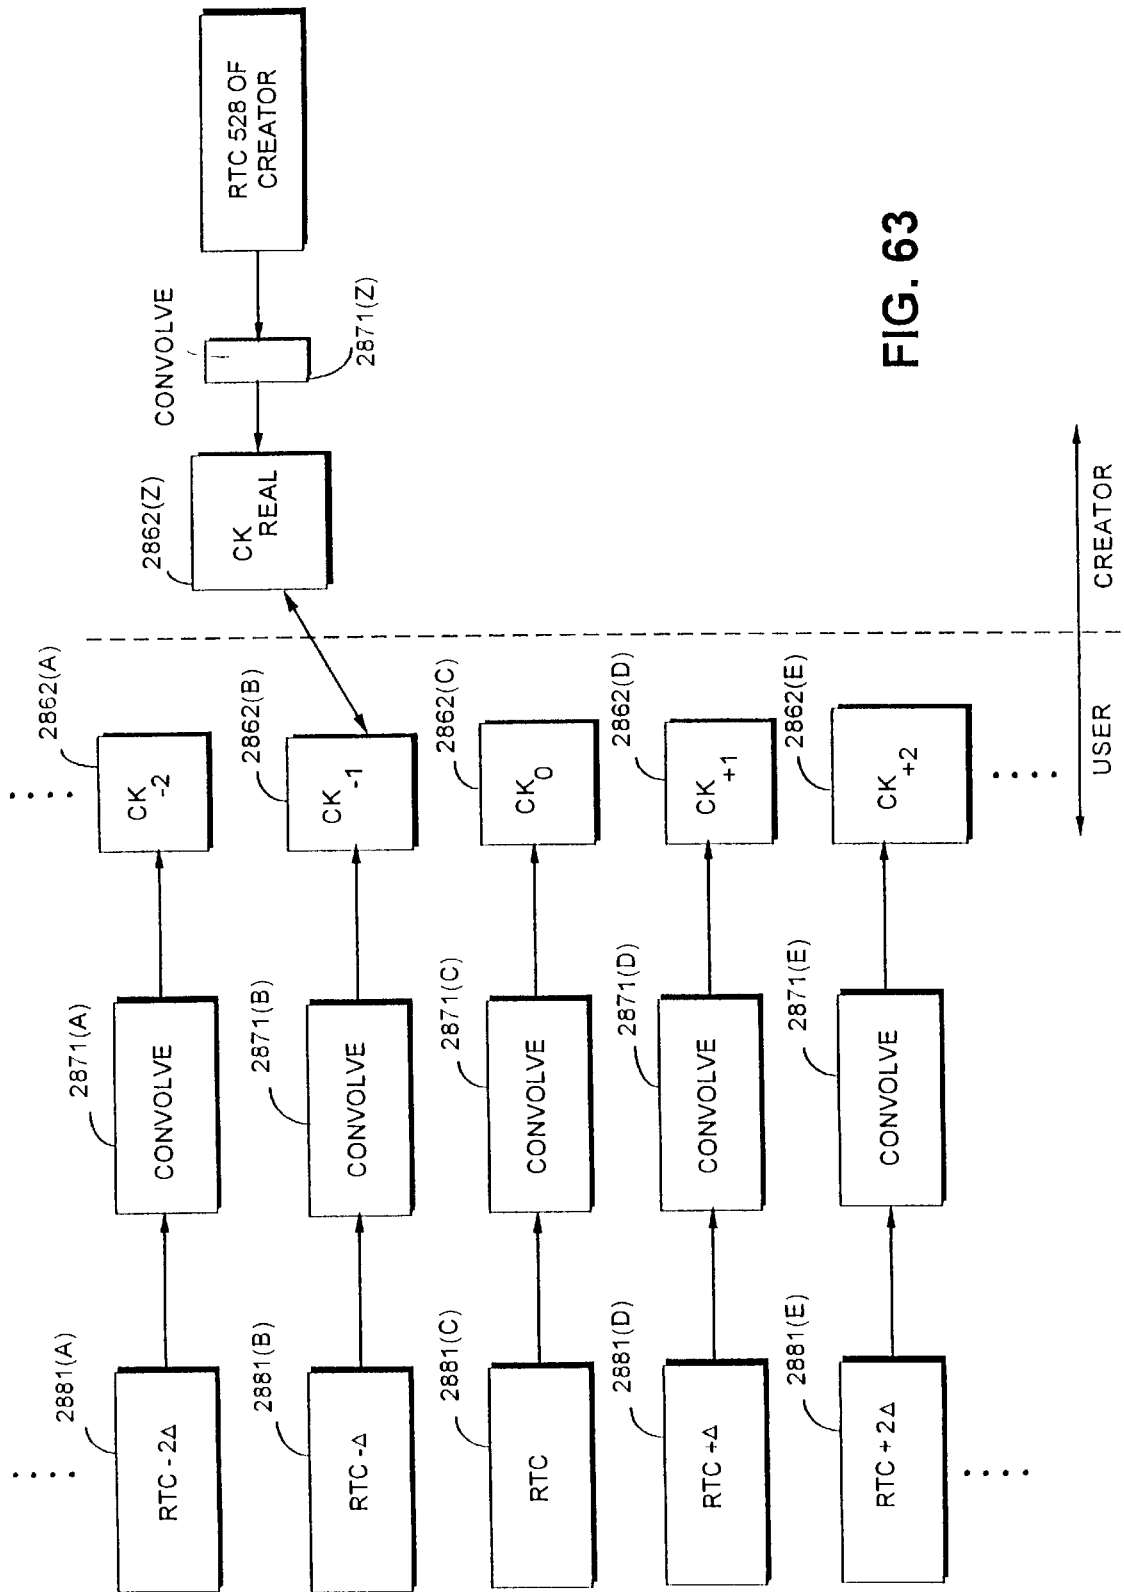 2881(A)
RTC - 2Δ
2871(A)
CONVOLVE
2862(A)
CK-2
2881(B)
RTC -Δ
2871(B)
CONVOLVE
2862(B)
CK-1
2881(C)
RTC
2871(C)
CONVOLVE
2862(C)
CK0
2881(D)
RTC +Δ
2871(D)
CONVOLVE
2862(D)
CK+1
2881(E)
RTC + 2Δ
2871(E)
CONVOLVE
2862(E)
CK+2
2862(Z)
CK REAL
CONVOLVE
2871(Z)
RTC 528 OF
CREATOR
USER
CREATOR
FIG. 63